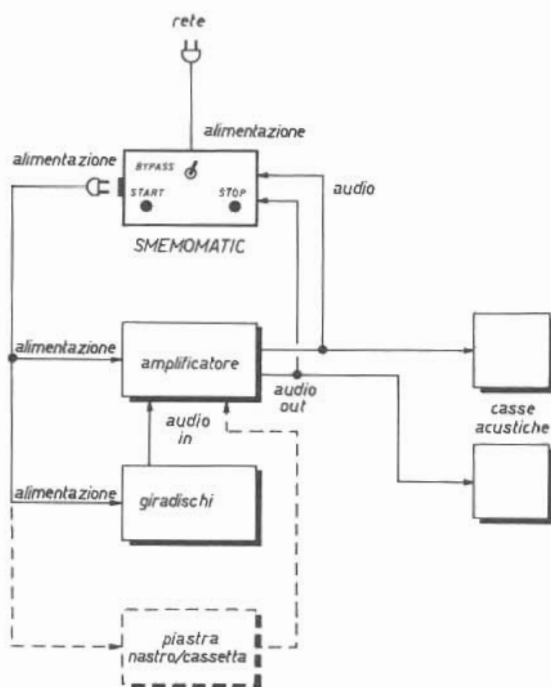 rete
alimentazione
alimentazione
BYPASS
START
STOP
audio
SMEMOMATIC
alimentazione
amplificatore
audio
out
audio
in
casse
acustiche
alimentazione
giradischi
piastra
nastro/cassetta